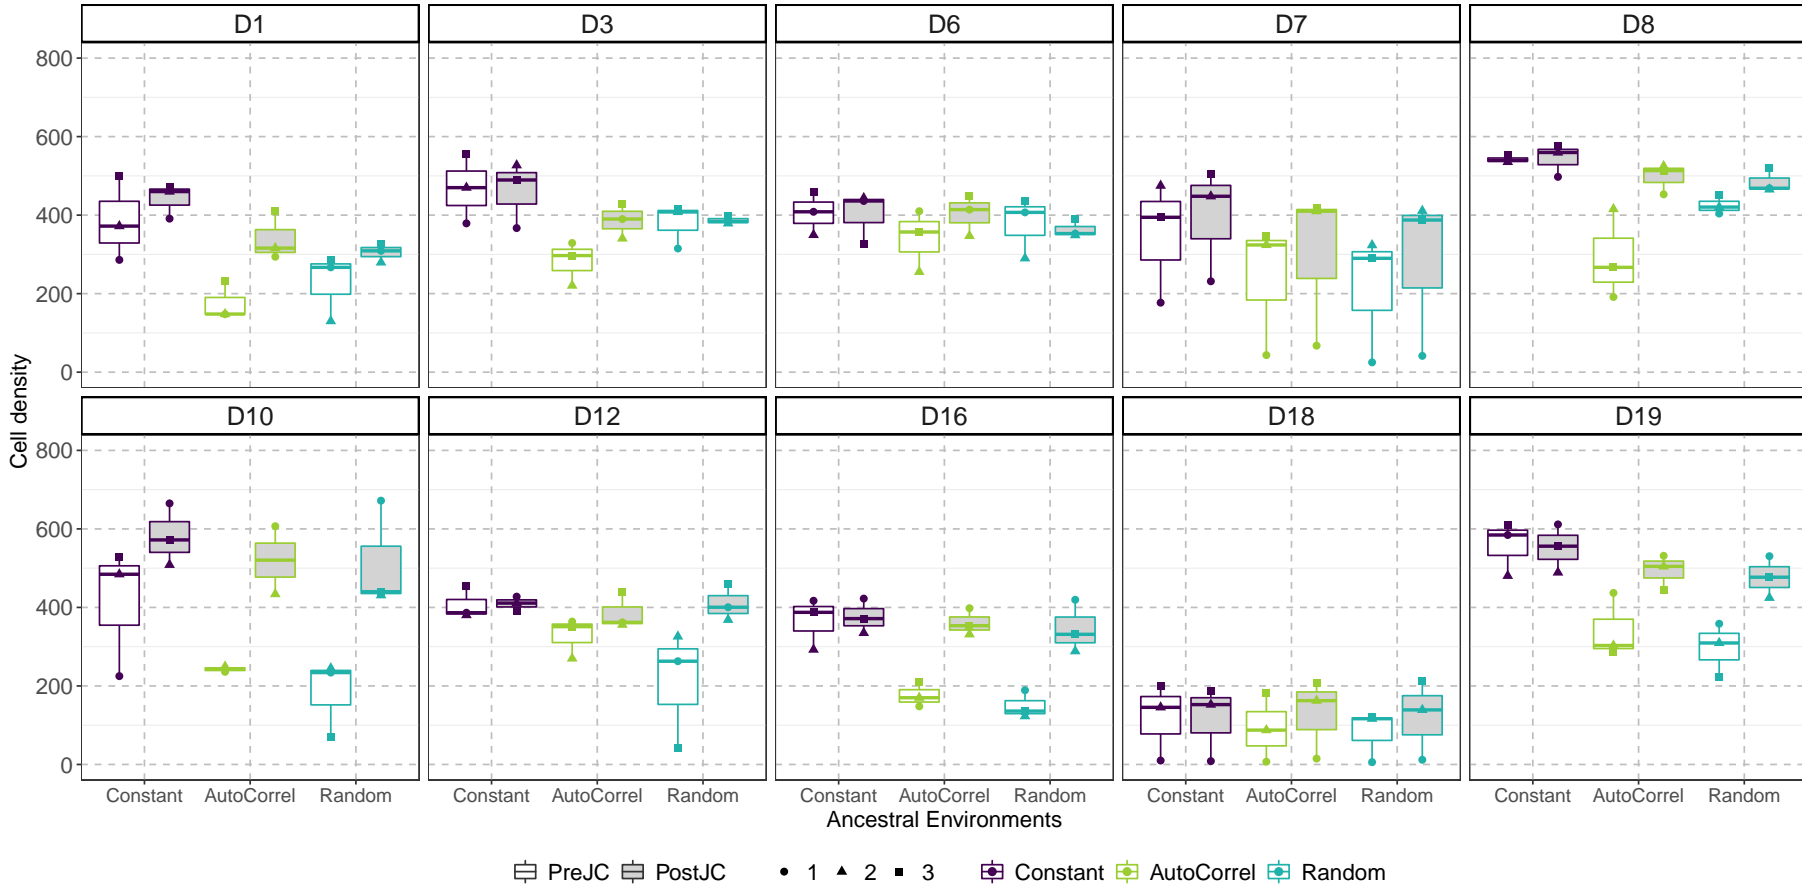 D1 D3 D6 D7 D8
800
600
400
200
0
Cell density
D10 D12 D16 D18 D19
800
600
400
200
0
Constant AutoCorrel Random Constant AutoCorrel Random Constant AutoCorrel Random Constant AutoCorrel Random Constant AutoCorrel Random
Ancestral Environments
PreJC PostJC 1 2 3 Constant AutoCorrel Random